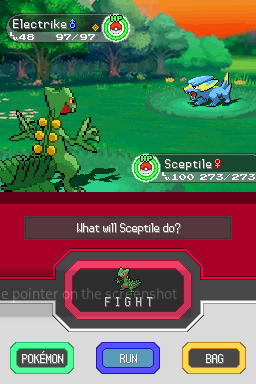 Electrike♂
48 97/97
Sceptile♀
100 273/273
What will Sceptile do?
e pointer on the screenshot
FIGHT
POKÉMON
RUN
BAG